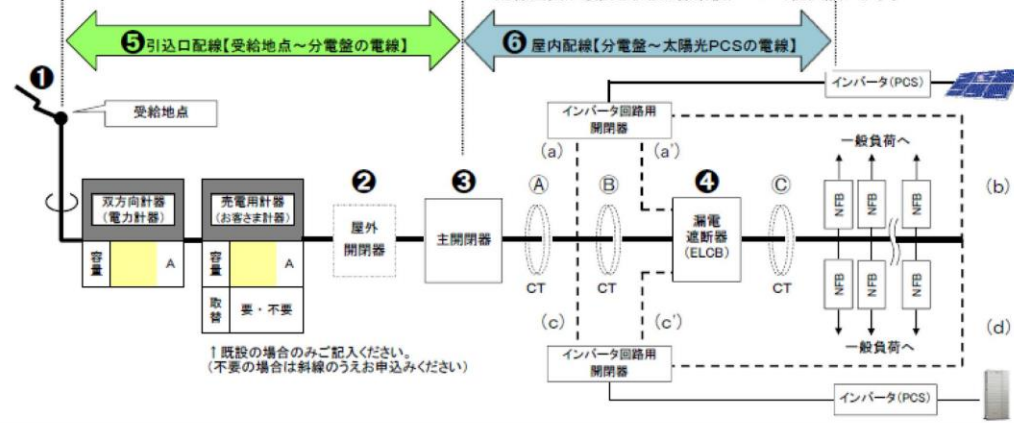 ❺引込口配線【受給地点～分電盤の電線】
❻屋内配線【分電盤～太陽光PCSの電線】
❶
受給地点
インバータ(PCS)
インバータ回路用
開閉器
(a)
(a')
一般負荷へ
双方向計器
(電力計器)
容量
A
売電用計器
(お客さま計器)
容量
A
取替
要・不要
❷
屋外
開閉器
❸
主開閉器
Ⓐ
CT
Ⓑ
CT
❹
漏電
遮断器
(ELCB)
Ⓒ
CT
NFB
NFB
NFB
(b)
NFB
NFB
NFB
(c)
(c')
(d)
一般負荷へ
↑既設の場合のみご記入ください。
(不要の場合は斜線のうえお申込みください)
インバータ回路用
開閉器
インバータ(PCS)